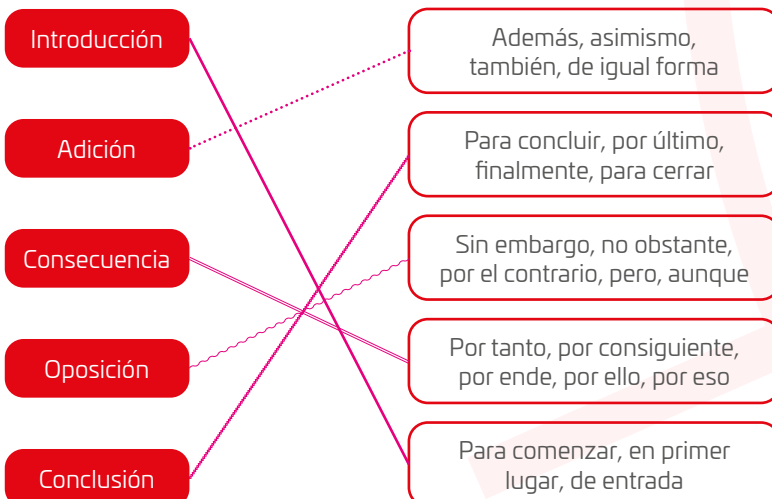 Introducción
Además, asimismo,
también, de igual forma
Adición
Para concluir, por último,
finalmente, para cerrar
Consecuencia
Sin embargo, no obstante,
por el contrario, pero, aunque
Oposición
Por tanto, por consiguiente,
por ende, por ello, por eso
Conclusión
Para comenzar, en primer
lugar, de entrada